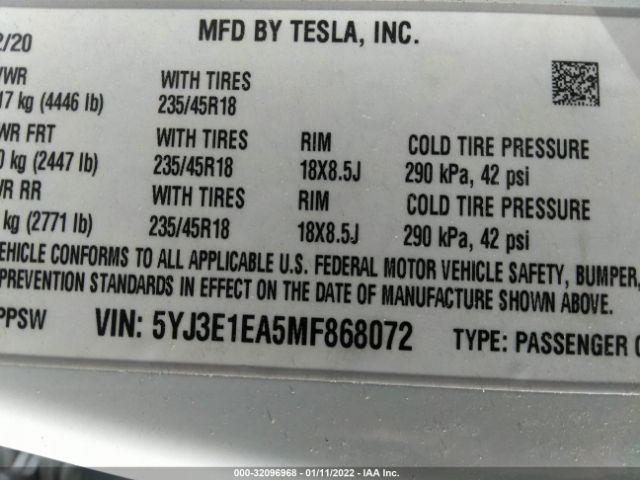 2/20 MFD BY TESLA, INC.
VWR WITH TIRES
17 kg (4446 lb) 235/45R18
WR FRT WITH TIRES RIM COLD TIRE PRESSURE
0 kg (2447 lb) 235/45R18 18X8.5J 290 kPa, 42 psi
VR RR WITH TIRES RIM COLD TIRE PRESSURE
kg (2771 lb) 235/45R18 18X8.5J 290 kPa, 42 psi
EHICLE CONFORMS TO ALL APPLICABLE U.S. FEDERAL MOTOR VEHICLE SAFETY, BUMPER,
PREVENTION STANDARDS IN EFFECT ON THE DATE OF MANUFACTURE SHOWN ABOVE.
PPSW VIN: 5YJ3E1EA5MF868072 TYPE: PASSENGER C
000-32096968 - 01/11/2022 - IAA Inc.